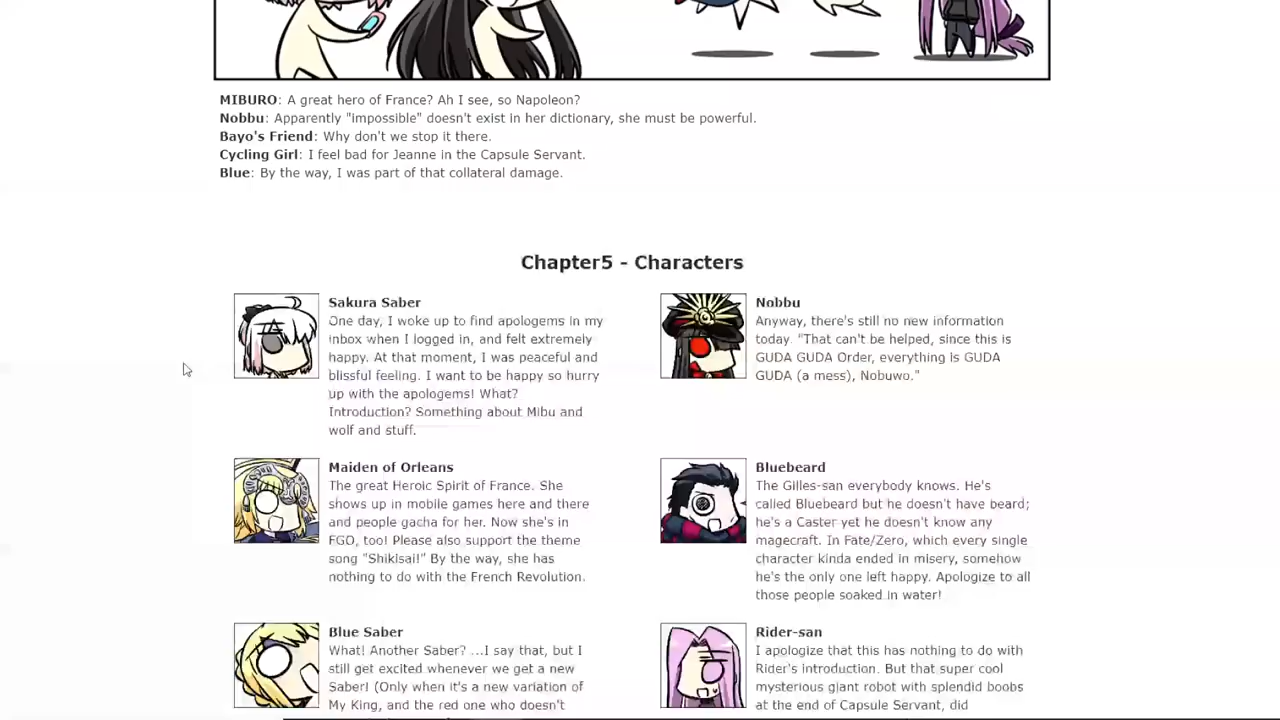 MIBURO: A great hero of France? Ah I see, so Napoleon?
Nobbu: Apparently "impossible" doesn't exist in her dictionary, she must be powerful.
Bayo's Friend: Why don't we stop it there.
Cycling Girl: I feel bad for Jeanne in the Capsule Servant.
Blue: By the way, I was part of that collateral damage.
Chapter5 - Characters
Sakura Saber
One day, I woke up to find apologems in my
inbox when I logged in, and felt extremely
happy. At that moment, I was peaceful and
blissful feeling. I want to be happy so hurry
up with the apologems! What?
Introduction? Something about Mibu and
wolf and stuff.
Nobbu
Anyway, there's still no new information
today. "That can't be helped, since this is
GUDA GUDA Order, everything is GUDA
GUDA (a mess), Nobuwo."
Maiden of Orleans
The great Heroic Spirit of France. She
shows up in mobile games here and there
and people gacha for her. Now she's in
FGO, too! Please also support the theme
song "Shikisai!" By the way, she has
nothing to do with the French Revolution.
Bluebeard
The Gilles-san everybody knows. He's
called Bluebeard but he doesn't have beard;
he's a Caster yet he doesn't know any
magecraft. In Fate/Zero, which every single
character kinda ended in misery, somehow
he's the only one left happy. Apologize to all
those people soaked in water!
Blue Saber
What! Another Saber? ...I say that, but I
still get excited whenever we get a new
Saber! (Only when it's a new variation of
My King, and the red one who doesn't
Rider-san
I apologize that this has nothing to do with
Rider's introduction. But that super cool
mysterious giant robot with splendid boobs
at the end of Capsule Servant, did